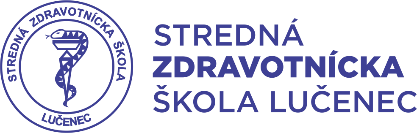 STREDNÁ ZDRAVOTNÍCKA ŠKOLA
LUČENEC
STREDNÁ
ZDRAVOTNÍCKA
ŠKOLA LUČENEC